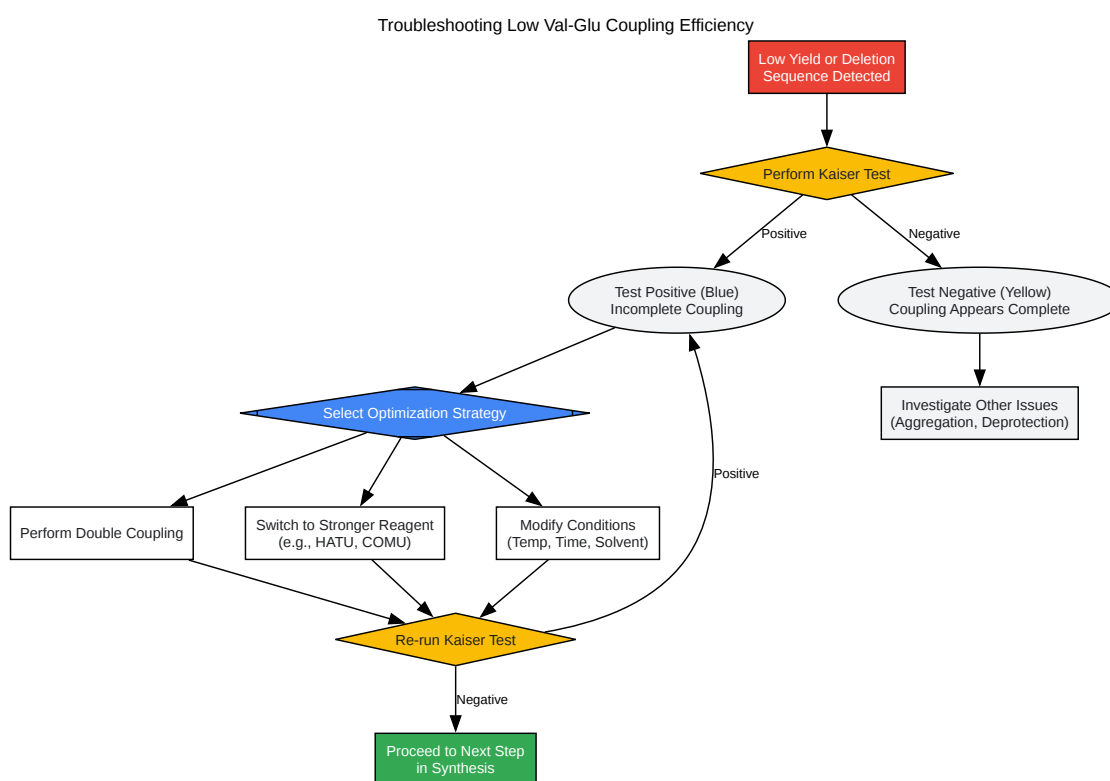 Troubleshooting Low Val-Glu Coupling Efficiency
Low Yield or Deletion
Sequence Detected
Perform Kaiser Test
Positive
Negative
Test Positive (Blue)
Incomplete Coupling
Test Negative (Yellow)
Coupling Appears Complete
Select Optimization Strategy
Investigate Other Issues
(Aggregation, Deprotection)
Positive
Perform Double Coupling
Switch to Stronger Reagent
(e.g., HATU, COMU)
Modify Conditions
(Temp, Time, Solvent)
Re-run Kaiser Test
Negative
Proceed to Next Step
in Synthesis